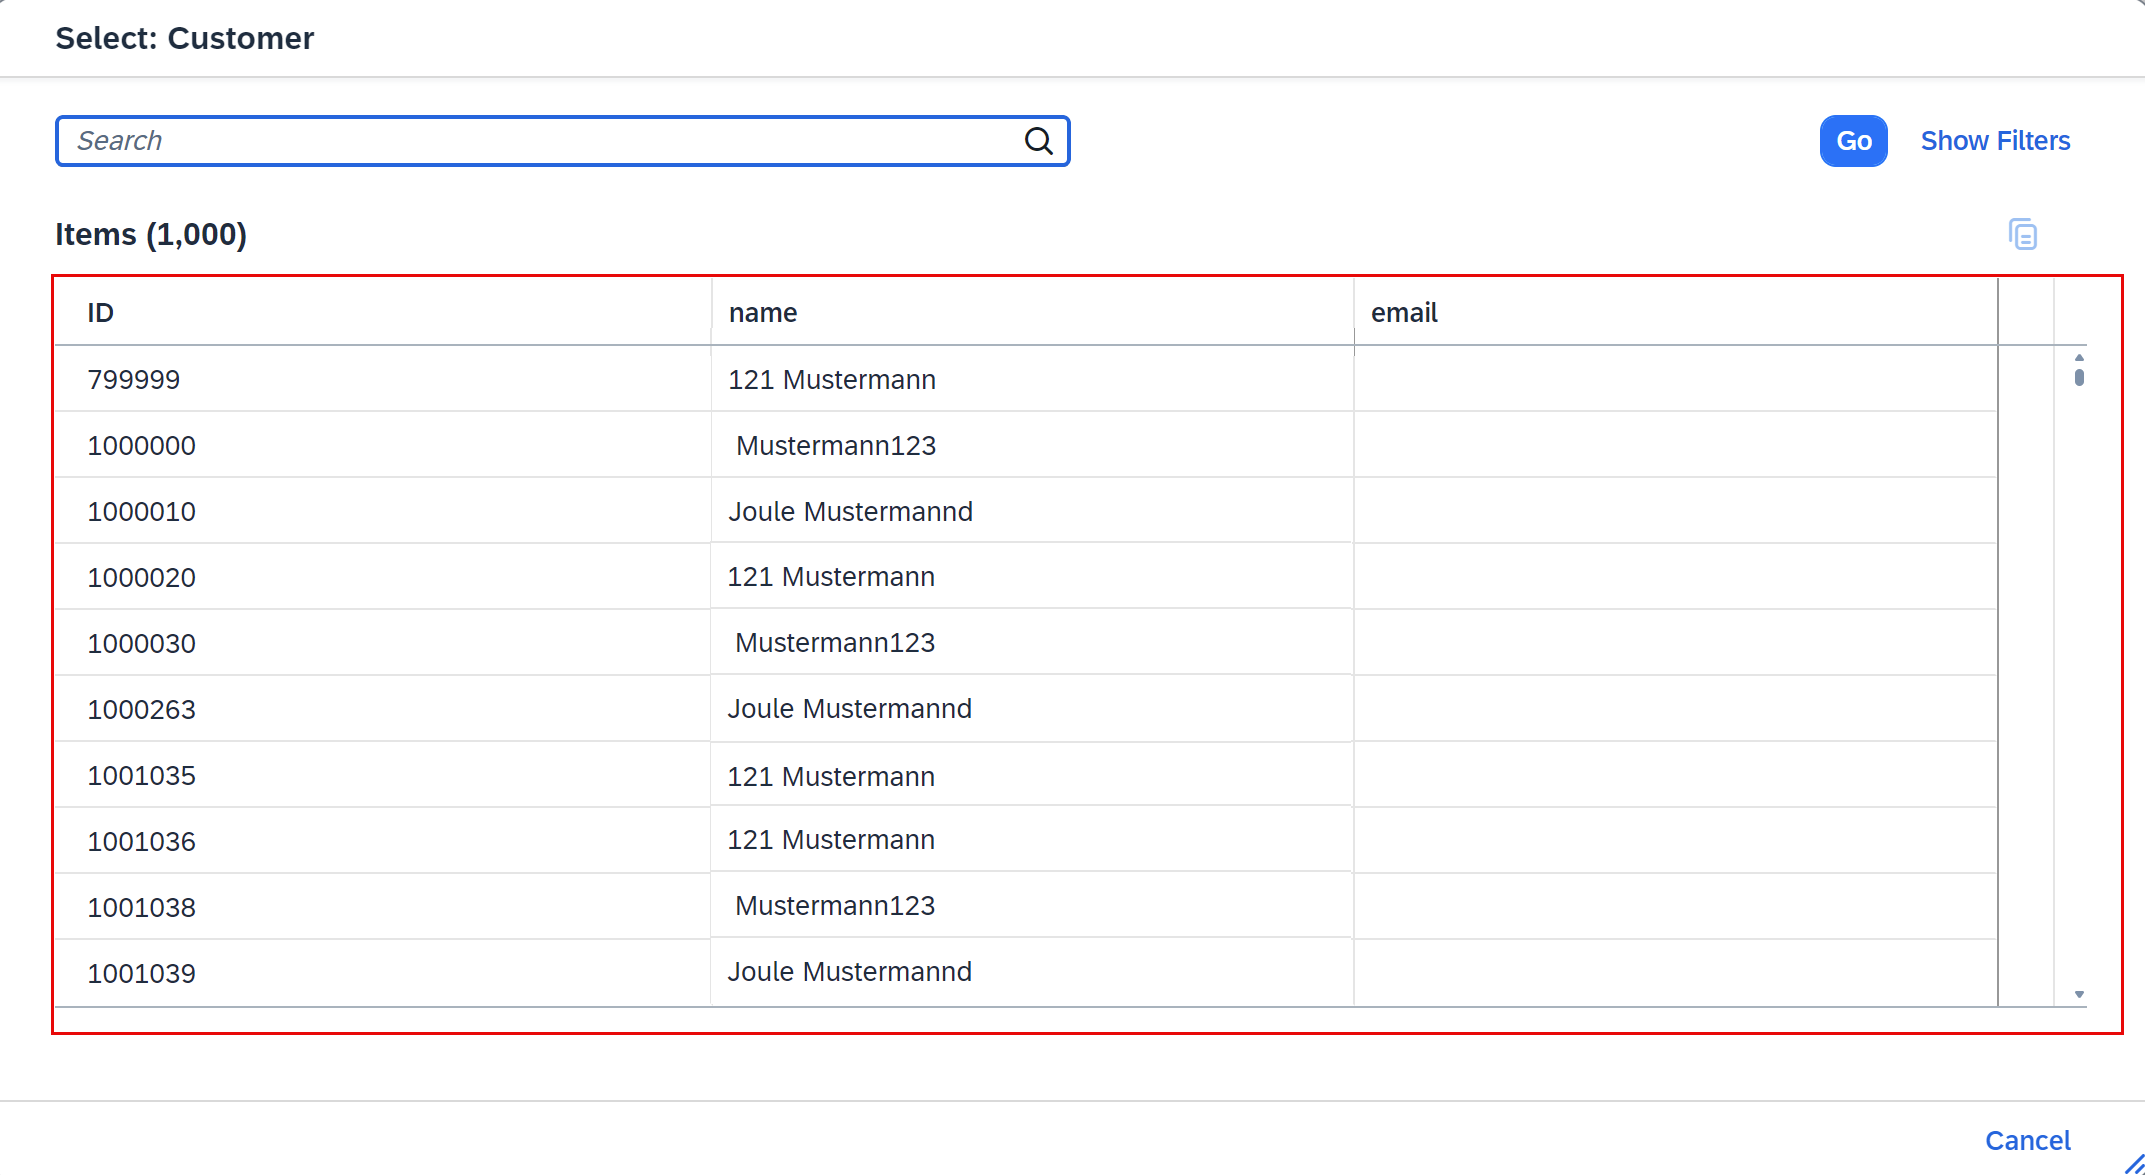 Select: Customer
Search
Go Show Filters
Items (1,000)
ID name email
799999 121 Mustermann
1000000 Mustermann123
1000010 Joule Mustermannd
1000020 121 Mustermann
1000030 Mustermann123
1000263 Joule Mustermannd
1001035 121 Mustermann
1001036 121 Mustermann
1001038 Mustermann123
1001039 Joule Mustermannd
Cancel